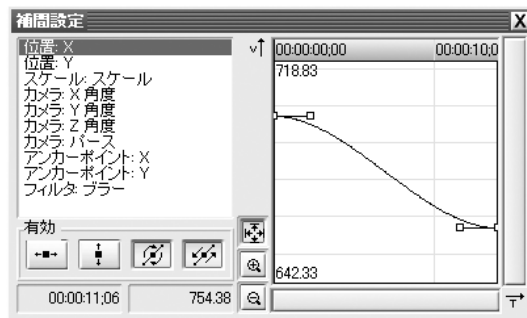 補間設定
位置: X
位置: Y
スケール: スケール
カメラ: X 角度
カメラ: Y 角度
カメラ: Z 角度
カメラ: パース
アンカーポイント: X
アンカーポイント: Y
フィルタ: ブラー
有効
00:00:11;06 754.38
v↑ 00:00:00;00 00:00:10;0
718.83
642.33
T